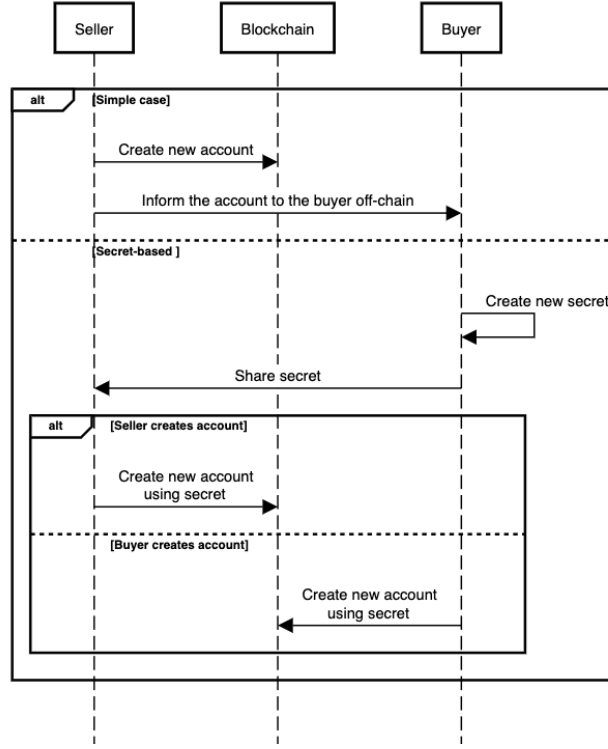 Seller
Blockchain
Buyer
alt
[Simple case]
Create new account
Inform the account to the buyer off-chain
[Secret-based ]
Create new secret
Share secret
alt
[Seller creates account]
Create new account
using secret
[Buyer creates account]
Create new account
using secret